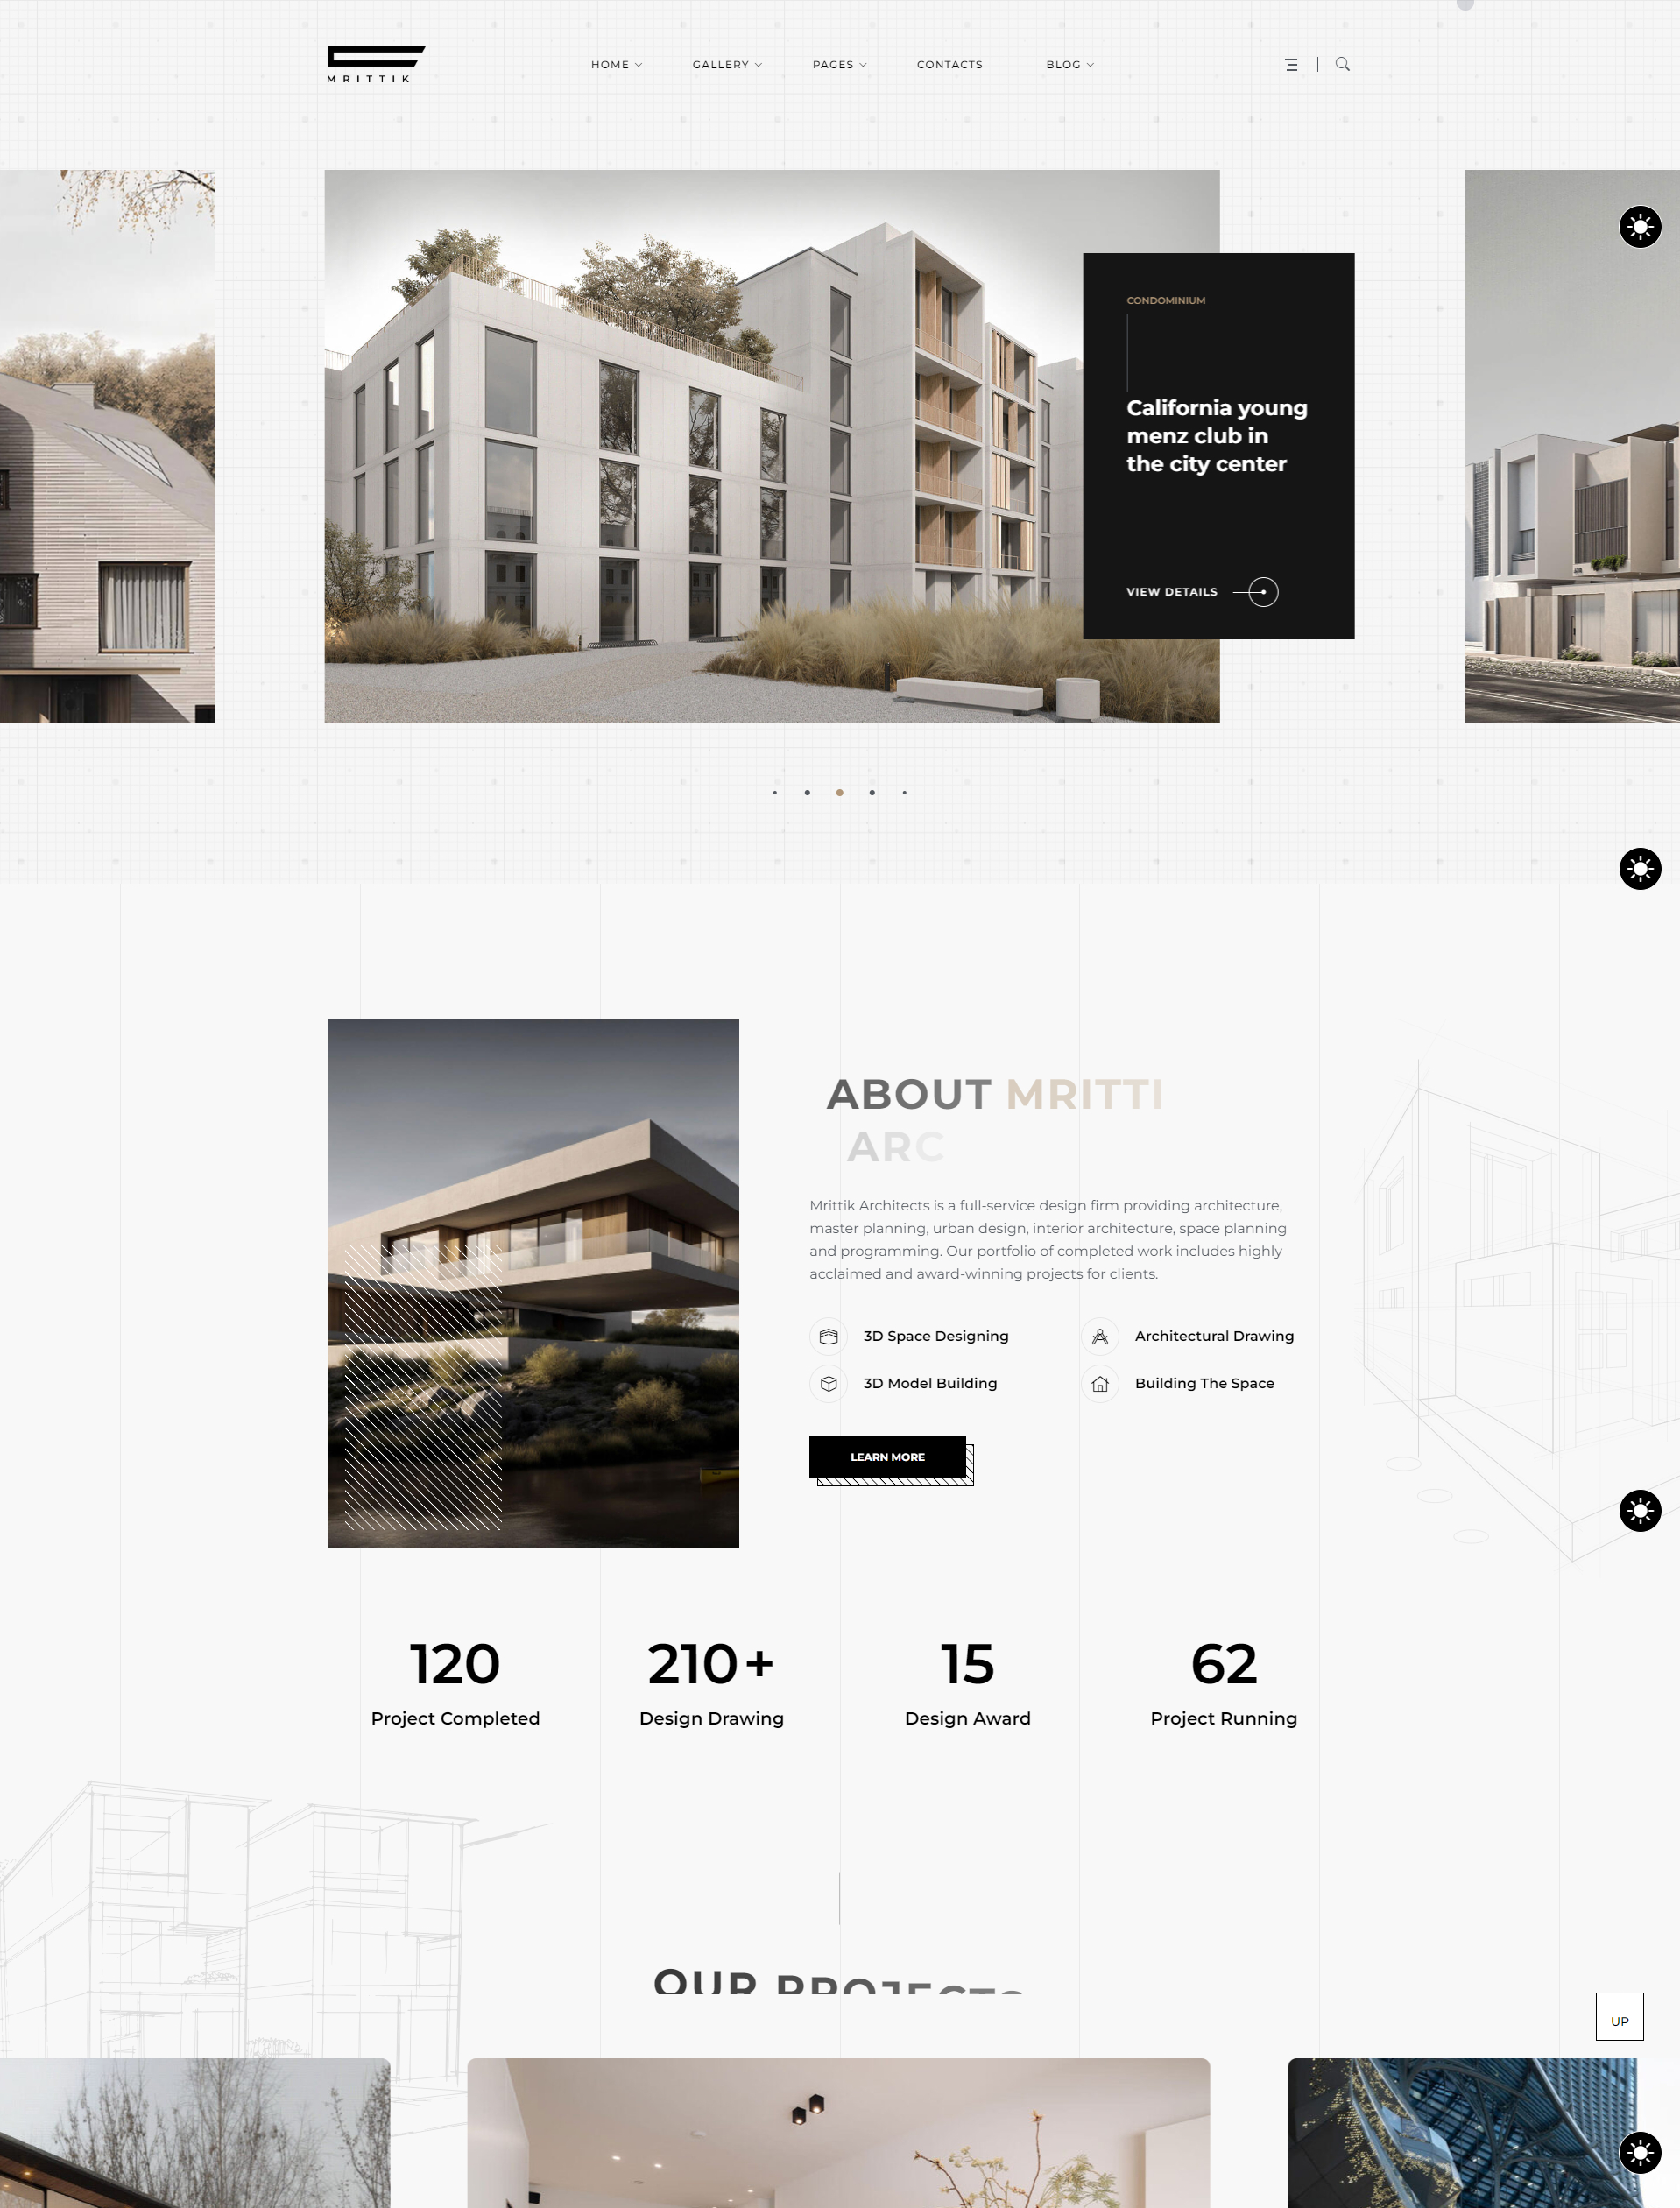 MRITTIK
HOME
GALLERY
PAGES
CONTACTS
BLOG
CONDOMINIUM
California young
menz club in
the city center
VIEW DETAILS
ABOUT MRITTI
ARC
Mrittik Architects is a full-service design firm providing architecture,
master planning, urban design, interior architecture, space planning
and programming. Our portfolio of completed work includes highly
acclaimed and award-winning projects for clients.
3D Space Designing
Architectural Drawing
3D Model Building
Building The Space
LEARN MORE
120
Project Completed
210+
Design Drawing
15
Design Award
62
Project Running
OUR PROJECTS
UP